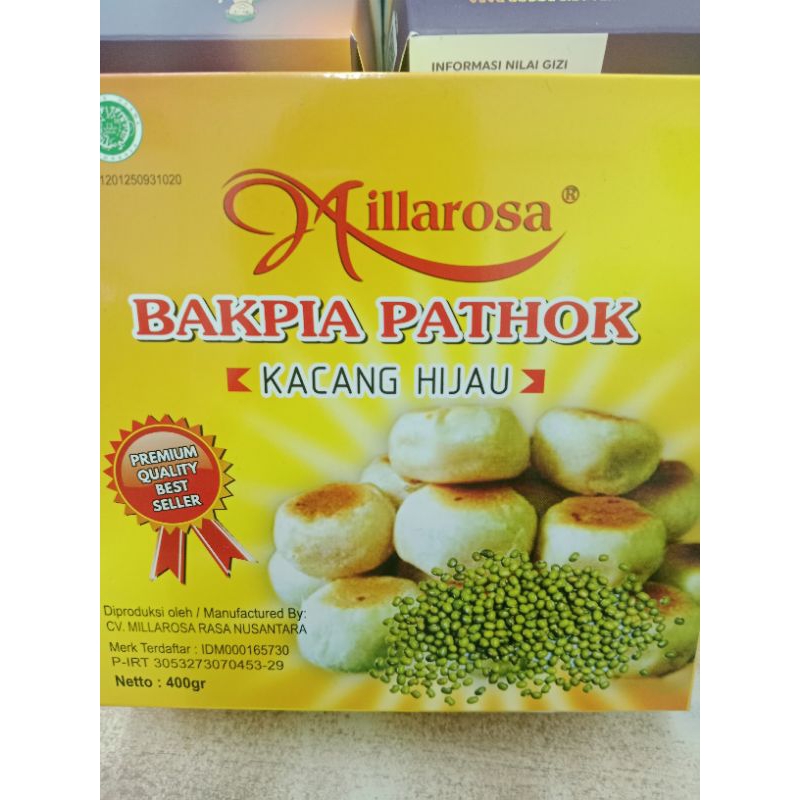 INFORMASI NILAI GIZI
1201250931020
Millarosa®
BAKPIA PATHOK
KACANG HIJAU
PREMIUM
QUALITY
BEST
SELLER
Diproduksi oleh / Manufactured By:
CV. MILLAROSA RASA NUSANTARA
Merk Terdaftar : IDM000165730
P-IRT 3053273070453-29
Netto : 400gr